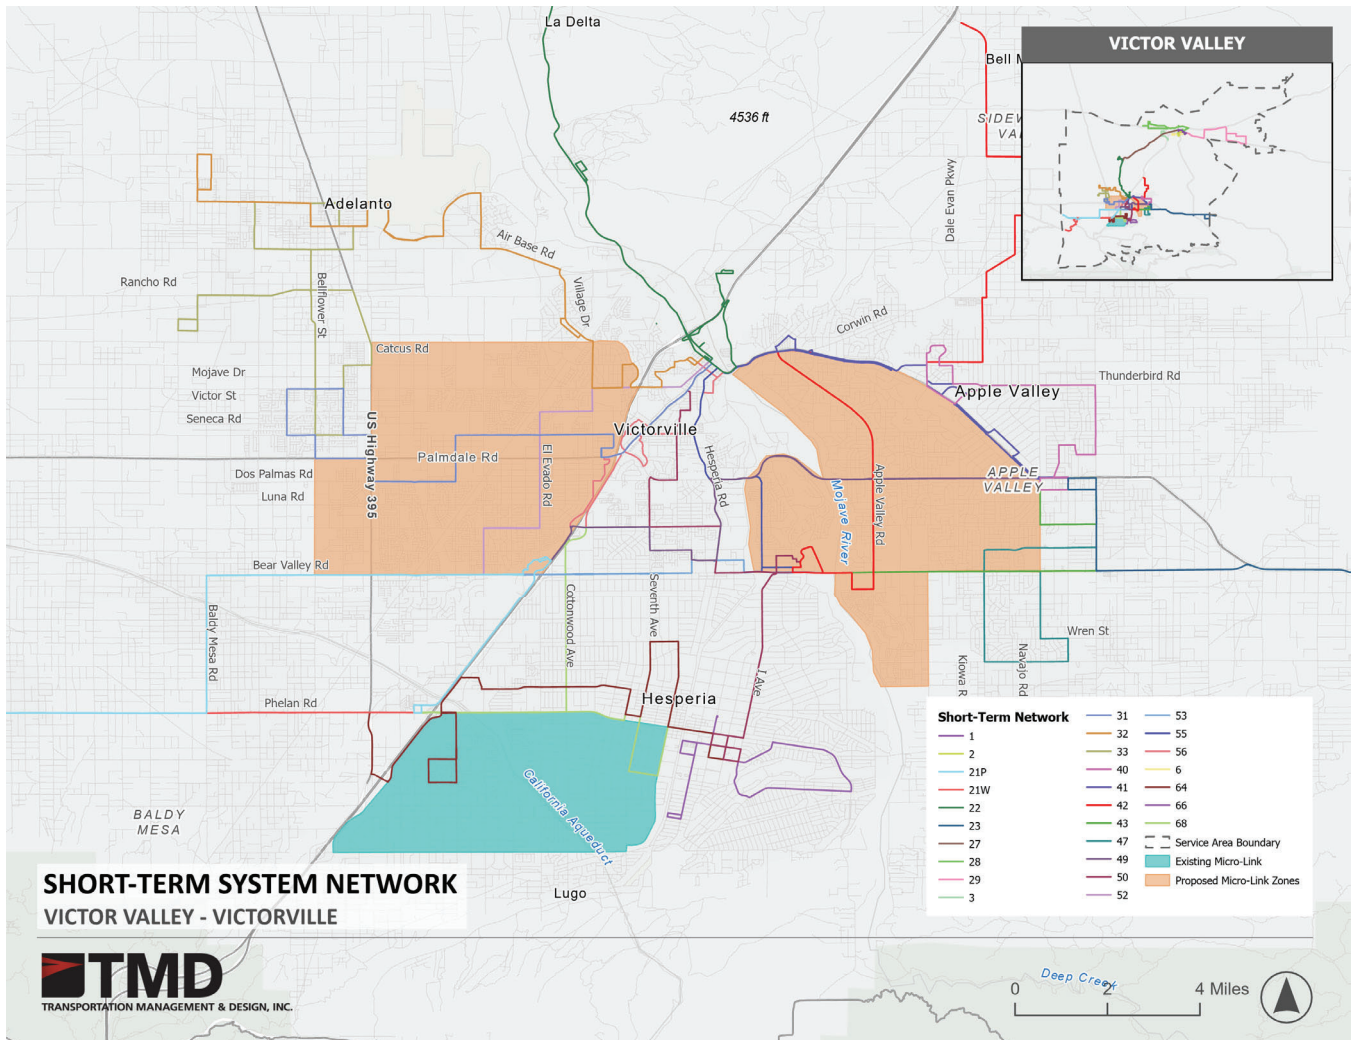 La Delta
VICTOR VALLEY
Bell M
4536 ft
SIDEW
VAL
Dale Evan Pkwy
Adelanto
Air Base Rd
Rancho Rd
Bellflower St
Village Dr
Corwin Rd
Catcus Rd
Mojave Dr
Thunderbird Rd
Victor St
Apple Valley
Seneca Rd
US Highway 395
Victorville
Palmdale Rd
El Evado Rd
Hesperia Rd
Dos Palmas Rd
Luna Rd
Mojave River
Apple Valley Rd
APPLE
VALLEY
Bear Valley Rd
Baldy Mesa Rd
Cottonwood Ave
Seventh Ave
Wren St
Navajo Rd
Kiowa R
I Ave
Hesperia
Phelan Rd
California Aqueduct
BALDY
MESA
Lugo
Short-Term Network
1
2
21P
21W
22
23
27
28
29
3
31
32
33
40
41
42
43
47
49
50
52
53
55
56
6
64
66
68
Service Area Boundary
Existing Micro-Link
Proposed Micro-Link Zones
SHORT-TERM SYSTEM NETWORK
VICTOR VALLEY - VICTORVILLE
TMD
TRANSPORTATION MANAGEMENT & DESIGN, INC.
Deep Creek
0 2 4 Miles